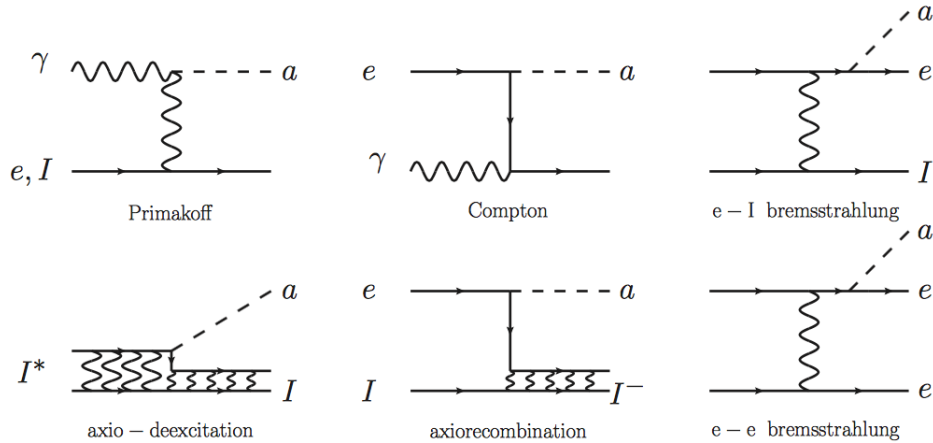 γ a
e, I
Primakoff
e a
γ
Compton
a
e
I
e − I bremsstrahlung
a
I*
I
axio − deexcitation
e a
I I⁻
axiorecombination
a
e
e
e − e bremsstrahlung